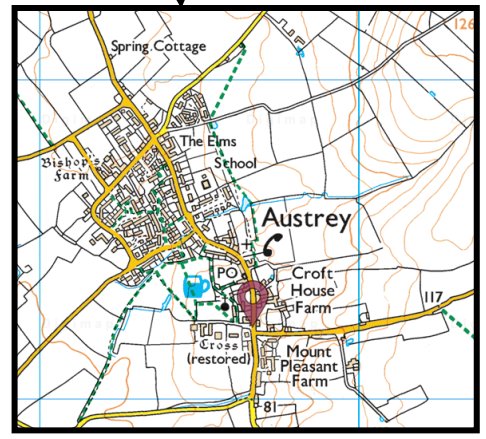 126
Spring Cottage
The Elms
Bishop's
Farm
School
Austrey
PO
Croft
House
Farm
117
Cross
(restored)
Mount
Pleasant
Farm
81